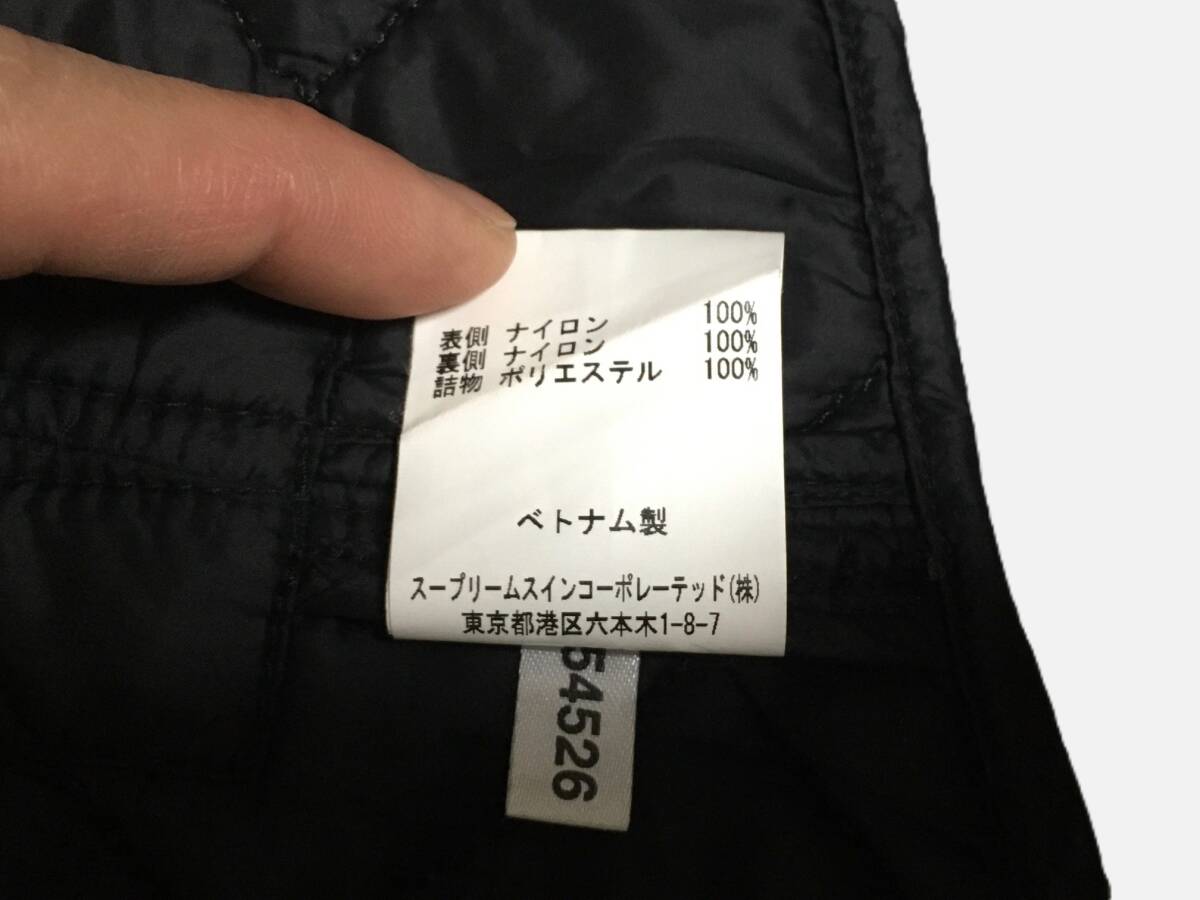 表側 ナイロン 100%
裏側 ナイロン 100%
詰物 ポリエステル 100%
ベトナム製
スープリームスインコーポレーテッド(株)
東京都港区六本木1-8-7
54526